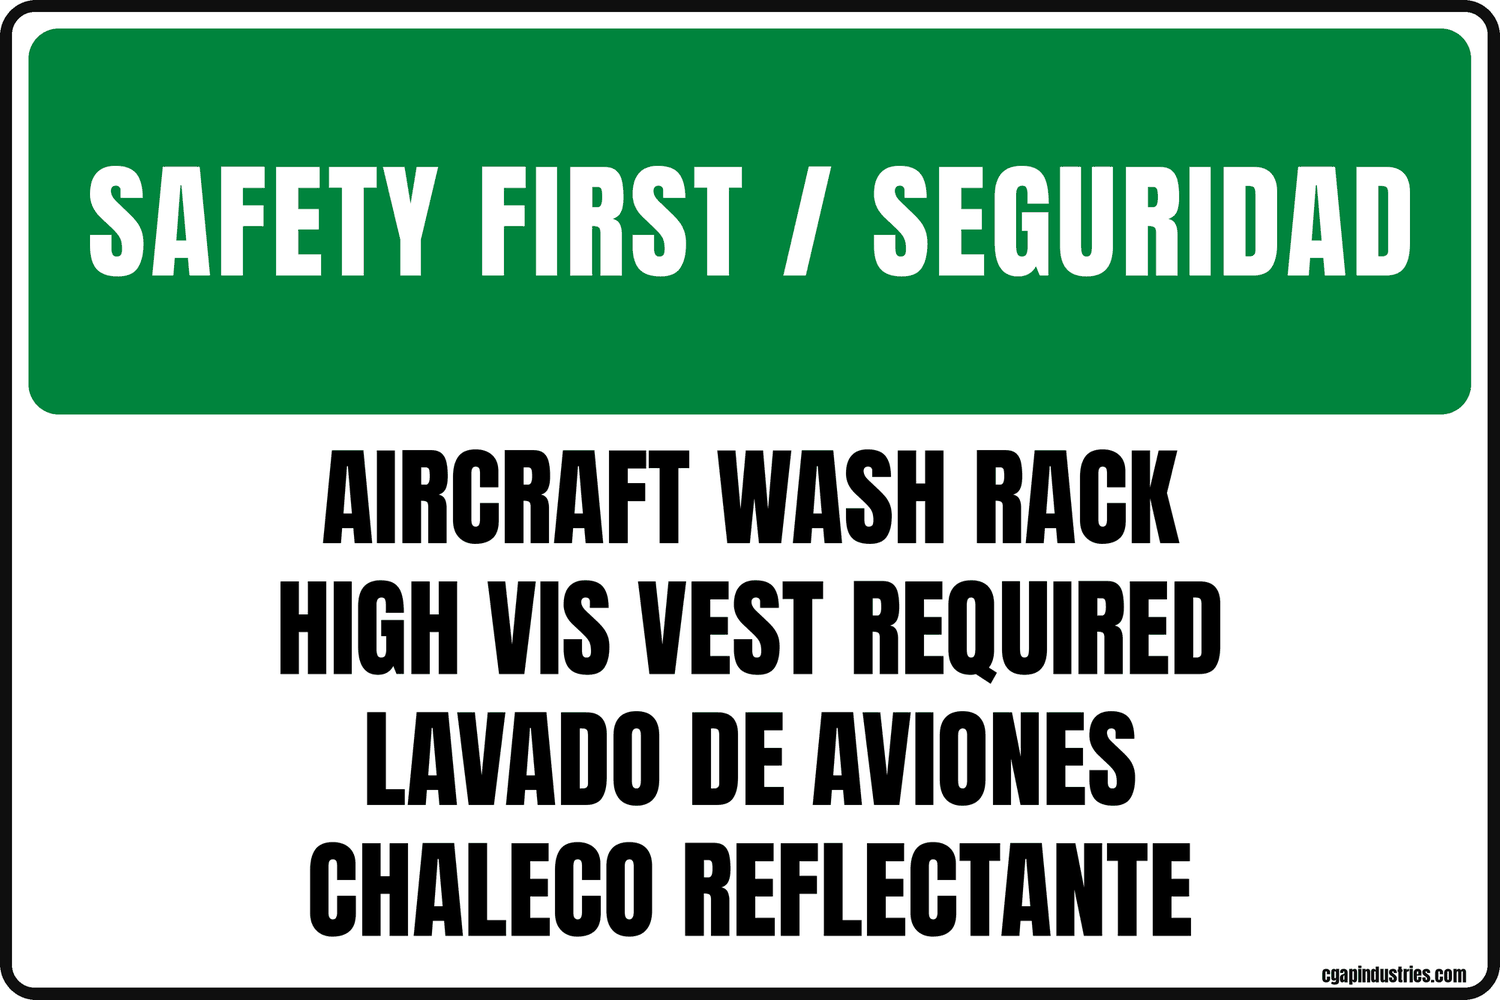 SAFETY FIRST / SEGURIDAD
AIRCRAFT WASH RACK
HIGH VIS VEST REQUIRED
LAVADO DE AVIONES
CHALECO REFLECTANTE
cgapindustries.com